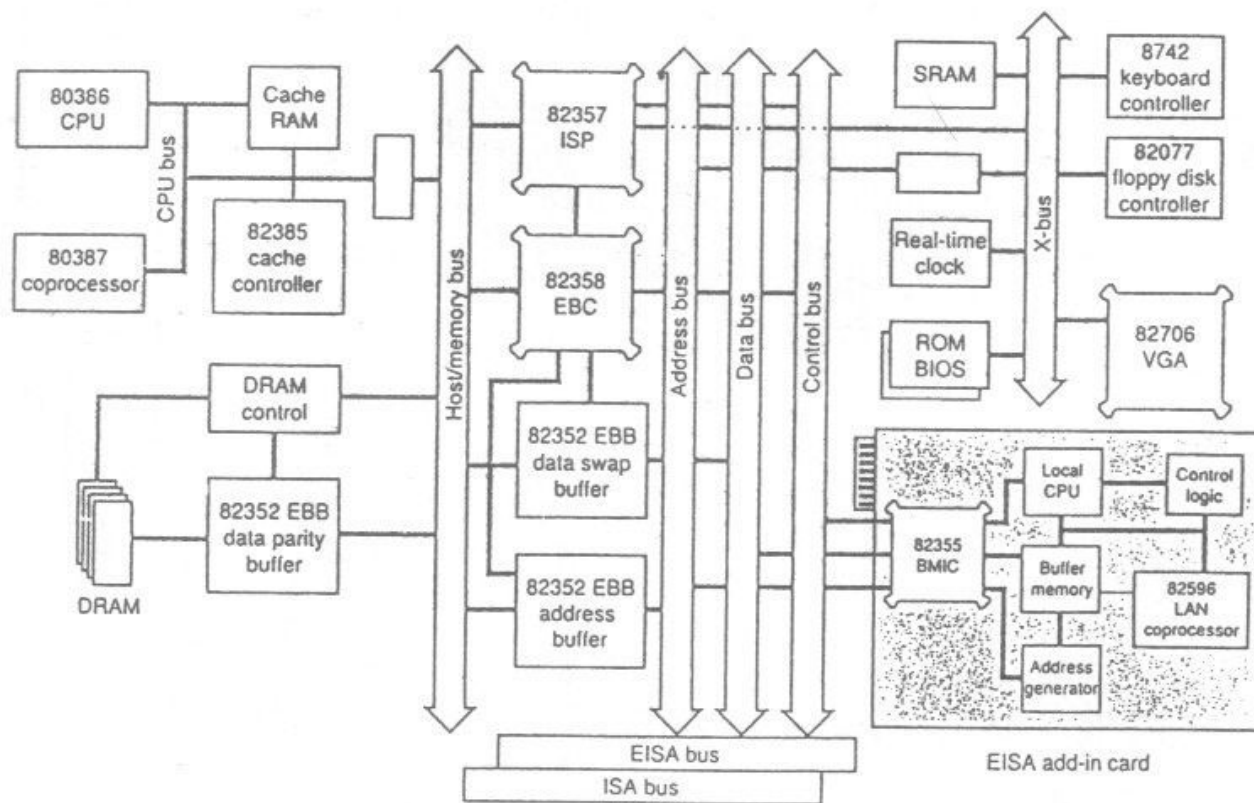 80386
CPU
Cache
RAM
CPU bus
80387
coprocessor
82385
cache
controller
DRAM
control
82352 EBB
data parity
buffer
DRAM
Host/memory bus
82357
ISP
82358
EBC
82352 EBB
data swap
buffer
82352 EBB
address
buffer
Address bus
Data bus
Control bus
EISA bus
ISA bus
SRAM
Real-time
clock
ROM
BIOS
X-bus
8742
keyboard
controller
82077
floppy disk
controller
82706
VGA
82355
BMIC
Local
CPU
Control
logic
Buffer
memory
82596
LAN
coprocessor
Address
generator
EISA add-in card